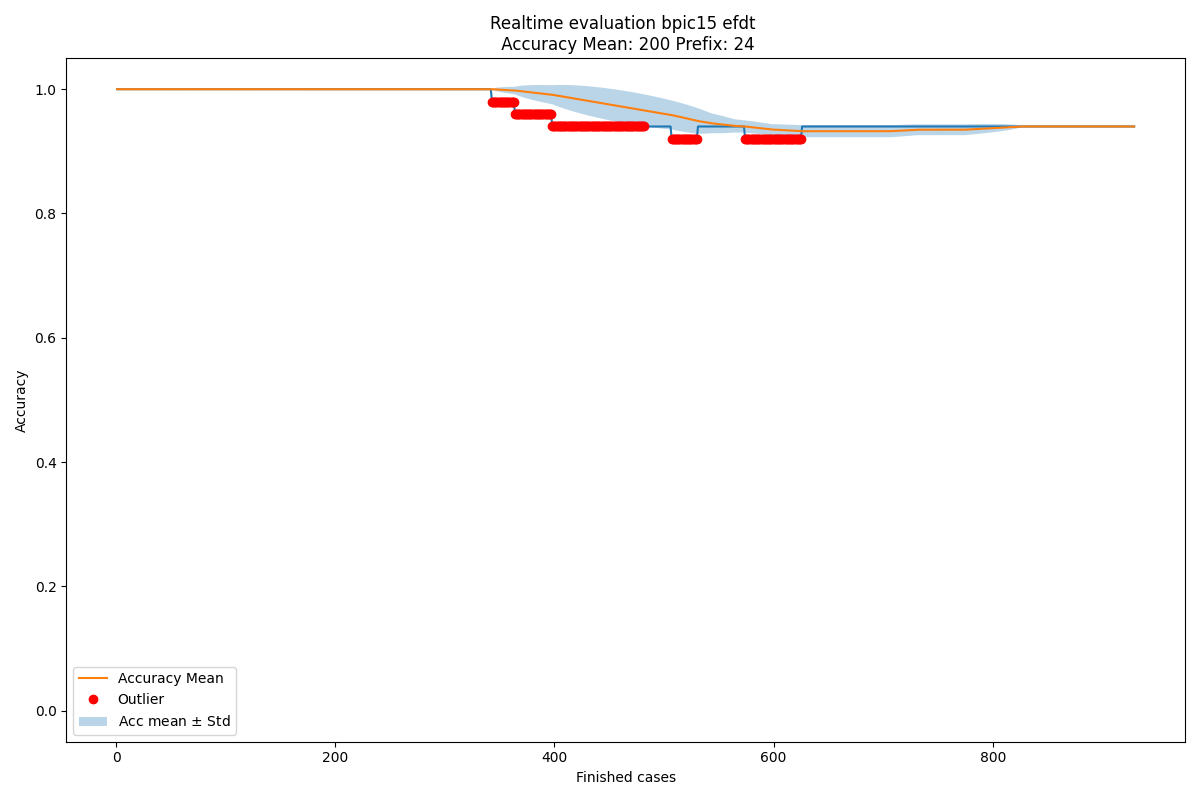 Realtime evaluation bpic15 efdt
Accuracy Mean: 200 Prefix: 24
1.0
0.8
0.6
0.4
0.2
0.0
Accuracy
Accuracy Mean
Outlier
Acc mean ± Std
0
200
400
600
800
Finished cases